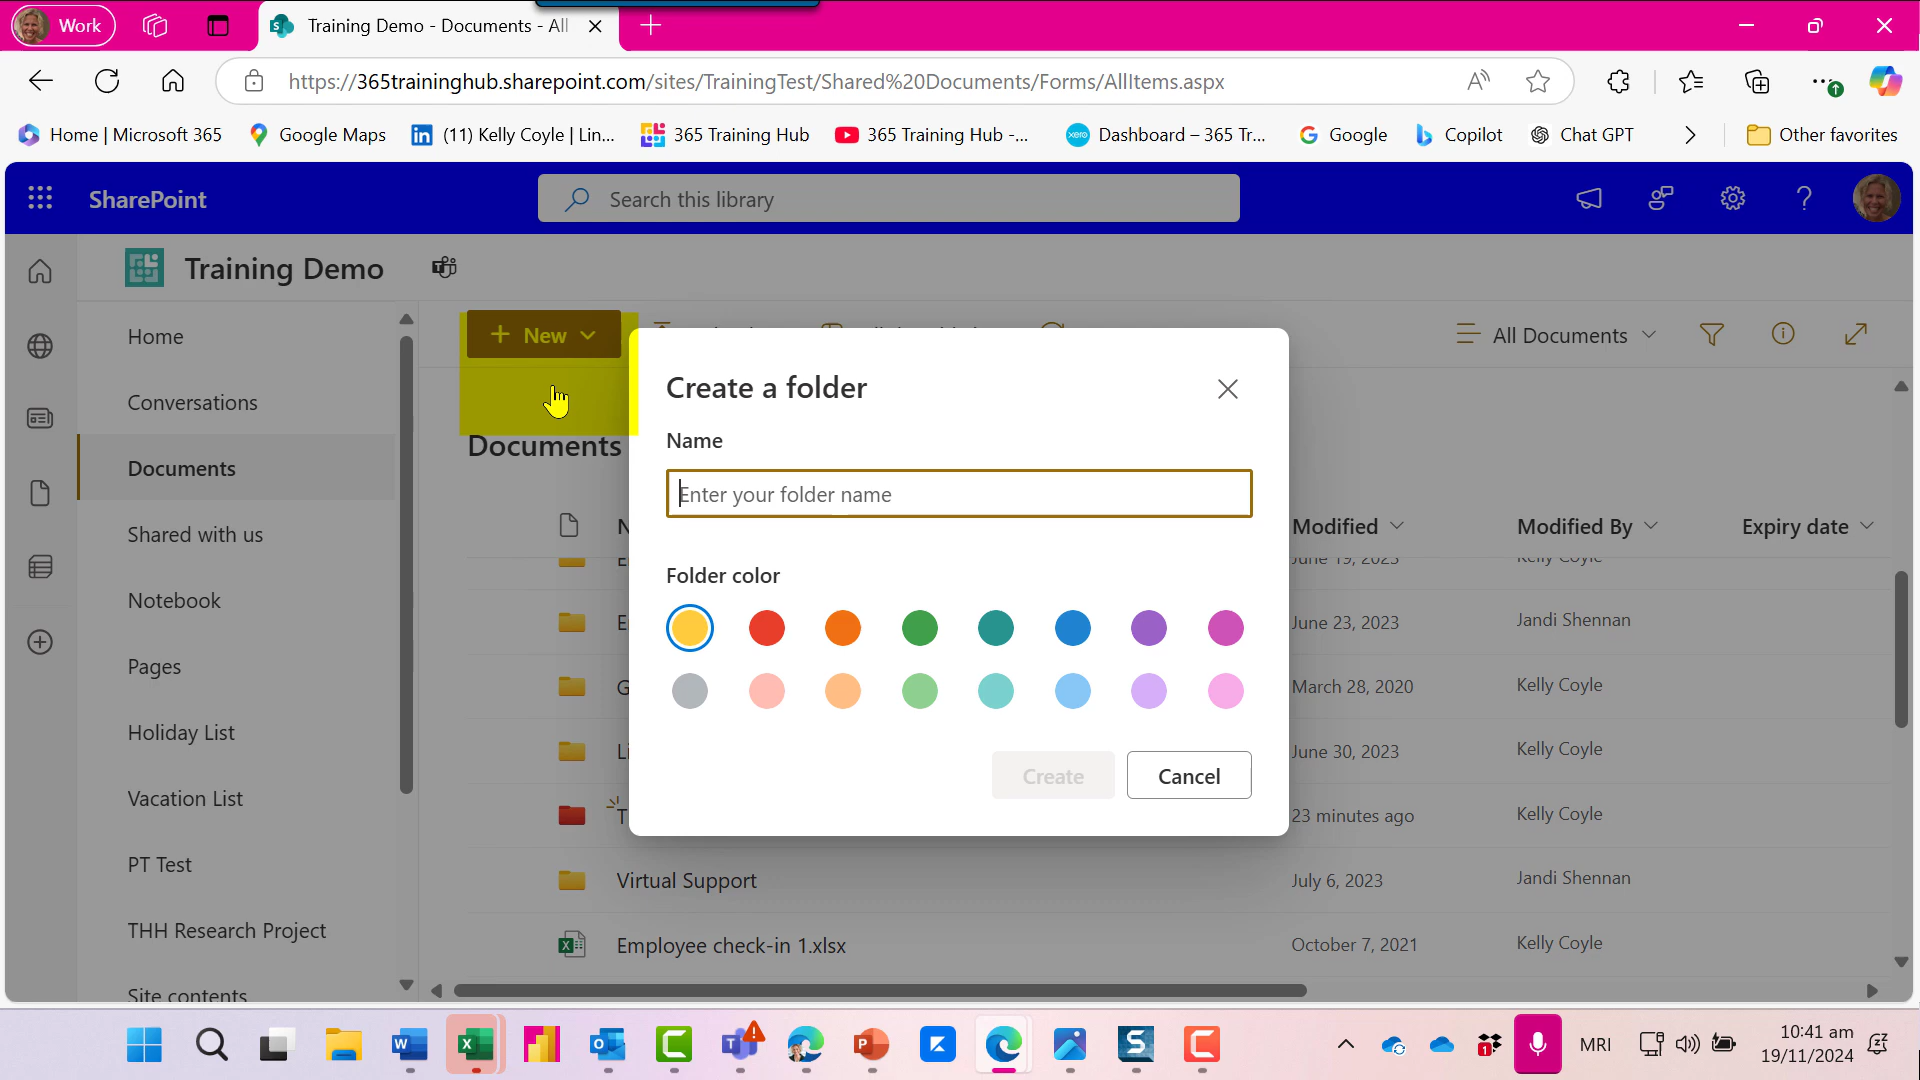 Work
Training Demo - Documents - All
https://365traininghub.sharepoint.com/sites/TrainingTest/Shared%20Documents/Forms/AllItems.aspx
Home | Microsoft 365
Google Maps
(11) Kelly Coyle | Lin...
365 Training Hub
365 Training Hub -...
Dashboard – 365 Tr...
Google
Copilot
Chat GPT
Other favorites
SharePoint
Search this library
Training Demo
Home
Conversations
Documents
Shared with us
Notebook
Pages
Holiday List
Vacation List
PT Test
THH Research Project
Site contents
New
All Documents
Documents
Modified
Modified By
Expiry date
June 19, 2023
Kelly Coyle
June 23, 2023
Jandi Shennan
March 28, 2020
Kelly Coyle
June 30, 2023
Kelly Coyle
23 minutes ago
Kelly Coyle
Virtual Support
July 6, 2023
Jandi Shennan
Employee check-in 1.xlsx
October 7, 2021
Kelly Coyle
Create a folder
Name
Enter your folder name
Folder color
Create
Cancel
MRI
10:41 am
19/11/2024